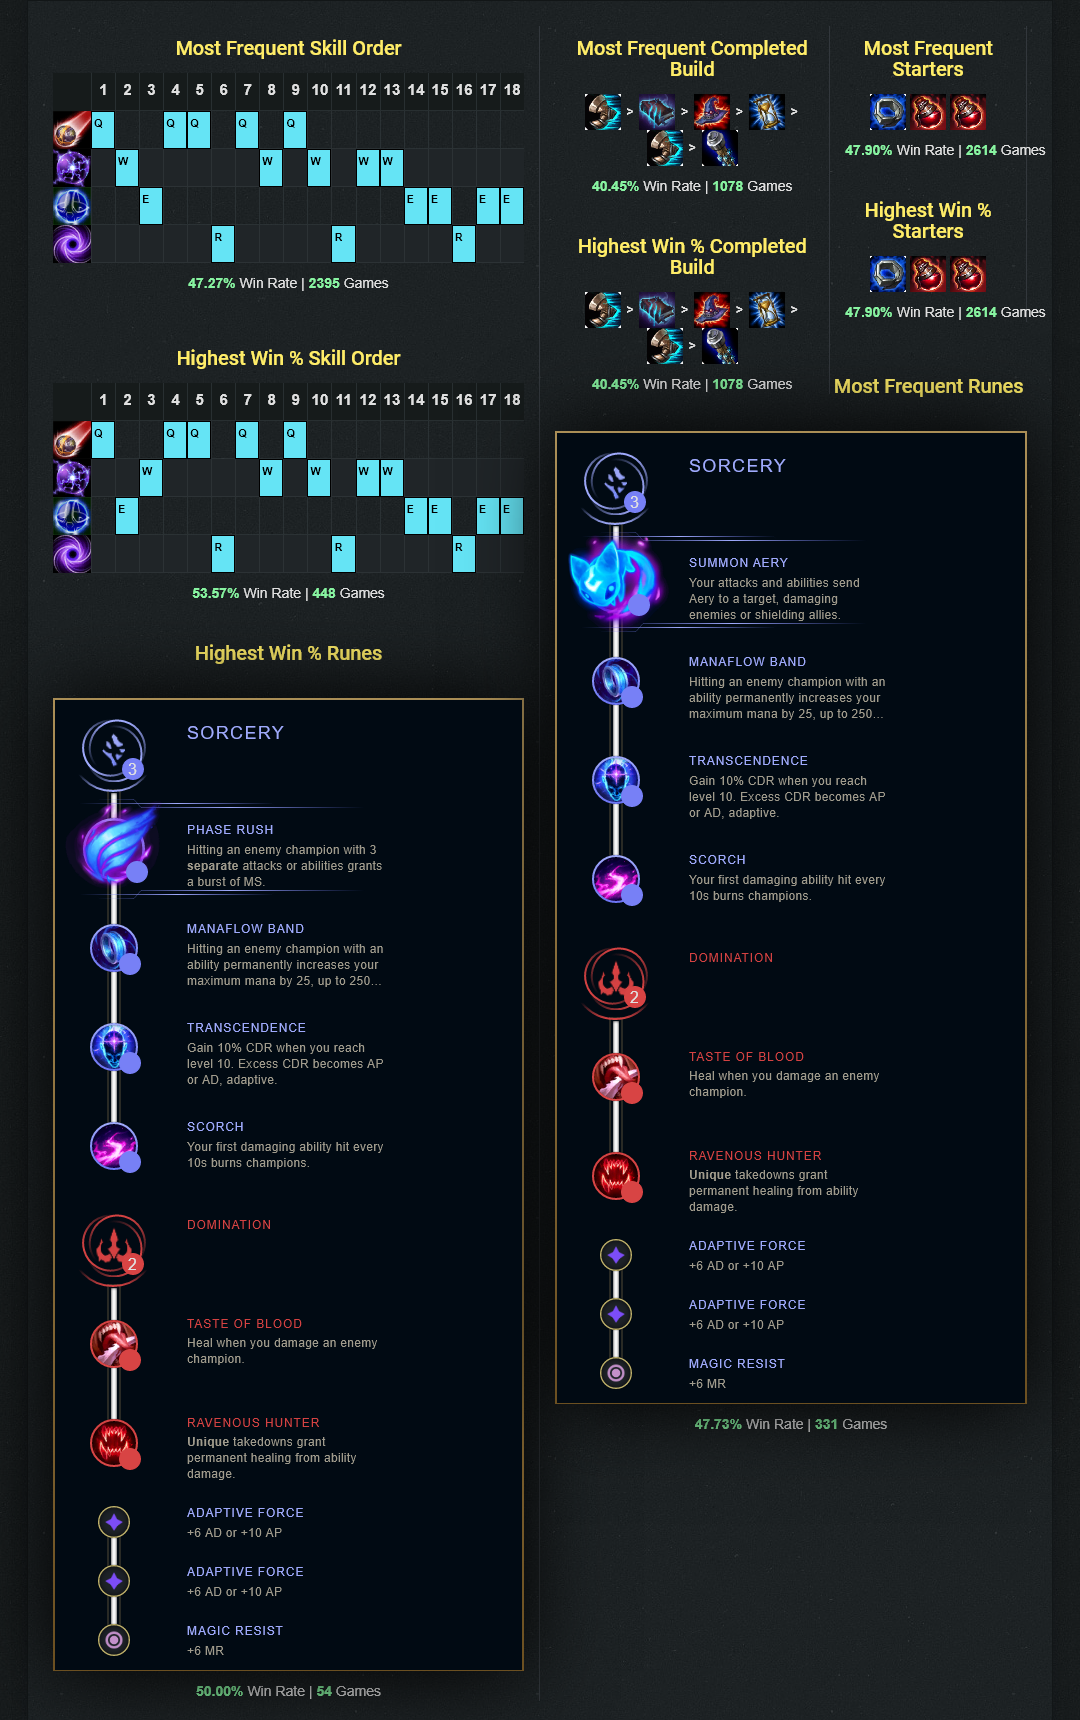 Most Frequent Skill Order
1 2 3 4 5 6 7 8 9 10 11 12 13 14 15 16 17 18
Q Q Q Q Q
W W W W W
E E E E E
R R R
47.27% Win Rate | 2395 Games
Highest Win % Skill Order
1 2 3 4 5 6 7 8 9 10 11 12 13 14 15 16 17 18
Q Q Q Q Q
W W W W W
E E E E E
R R R
53.57% Win Rate | 448 Games
Highest Win % Runes
SORCERY
3
PHASE RUSH
Hitting an enemy champion with 3
separate attacks or abilities grants
a burst of MS.
MANAFLOW BAND
Hitting an enemy champion with an
ability permanently increases your
maximum mana by 25, up to 250...
TRANSCENDENCE
Gain 10% CDR when you reach
level 10. Excess CDR becomes AP
or AD, adaptive.
SCORCH
Your first damaging ability hit every
10s burns champions.
DOMINATION
2
TASTE OF BLOOD
Heal when you damage an enemy
champion.
RAVENOUS HUNTER
Unique takedowns grant
permanent healing from ability
damage.
ADAPTIVE FORCE
+6 AD or +10 AP
ADAPTIVE FORCE
+6 AD or +10 AP
MAGIC RESIST
+6 MR
50.00% Win Rate | 54 Games
Most Frequent Completed
Build
> > > >
>
40.45% Win Rate | 1078 Games
Highest Win % Completed
Build
> > > >
>
40.45% Win Rate | 1078 Games
Most Frequent
Starters
47.90% Win Rate | 2614 Games
Highest Win %
Starters
47.90% Win Rate | 2614 Games
Most Frequent Runes
SORCERY
3
SUMMON AERY
Your attacks and abilities send
Aery to a target, damaging
enemies or shielding allies.
MANAFLOW BAND
Hitting an enemy champion with an
ability permanently increases your
maximum mana by 25, up to 250...
TRANSCENDENCE
Gain 10% CDR when you reach
level 10. Excess CDR becomes AP
or AD, adaptive.
SCORCH
Your first damaging ability hit every
10s burns champions.
DOMINATION
2
TASTE OF BLOOD
Heal when you damage an enemy
champion.
RAVENOUS HUNTER
Unique takedowns grant
permanent healing from ability
damage.
ADAPTIVE FORCE
+6 AD or +10 AP
ADAPTIVE FORCE
+6 AD or +10 AP
MAGIC RESIST
+6 MR
47.73% Win Rate | 331 Games